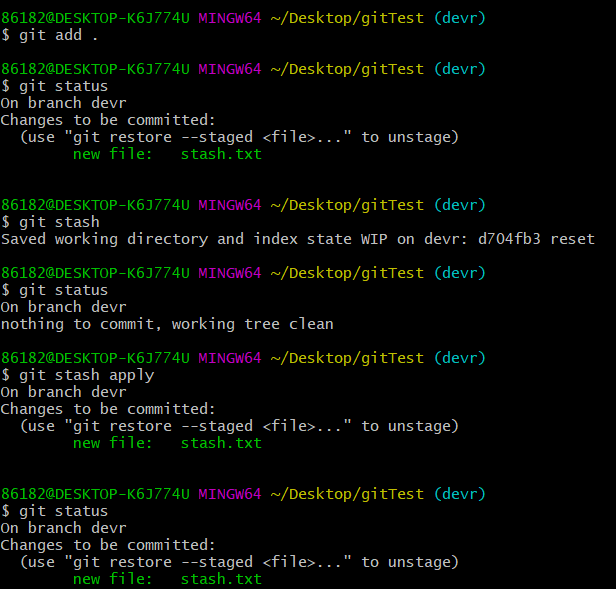 86182@DESKTOP-K6J774U MINGW64 ~/Desktop/gitTest (devr)
$ git add .
86182@DESKTOP-K6J774U MINGW64 ~/Desktop/gitTest (devr)
$ git status
On branch devr
Changes to be committed:
  (use "git restore --staged <file>..." to unstage)
        new file:   stash.txt
86182@DESKTOP-K6J774U MINGW64 ~/Desktop/gitTest (devr)
$ git stash
Saved working directory and index state WIP on devr: d704fb3 reset
86182@DESKTOP-K6J774U MINGW64 ~/Desktop/gitTest (devr)
$ git status
On branch devr
nothing to commit, working tree clean
86182@DESKTOP-K6J774U MINGW64 ~/Desktop/gitTest (devr)
$ git stash apply
On branch devr
Changes to be committed:
  (use "git restore --staged <file>..." to unstage)
        new file:   stash.txt
86182@DESKTOP-K6J774U MINGW64 ~/Desktop/gitTest (devr)
$ git status
On branch devr
Changes to be committed:
  (use "git restore --staged <file>..." to unstage)
        new file:   stash.txt